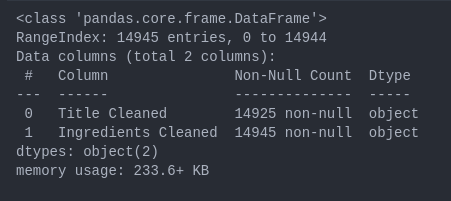 <class 'pandas.core.frame.DataFrame'>
RangeIndex: 14945 entries, 0 to 14944
Data columns (total 2 columns):
 #   Column               Non-Null Count  Dtype
---  ------               --------------  -----
 0   Title Cleaned        14925 non-null  object
 1   Ingredients Cleaned  14945 non-null  object
dtypes: object(2)
memory usage: 233.6+ KB